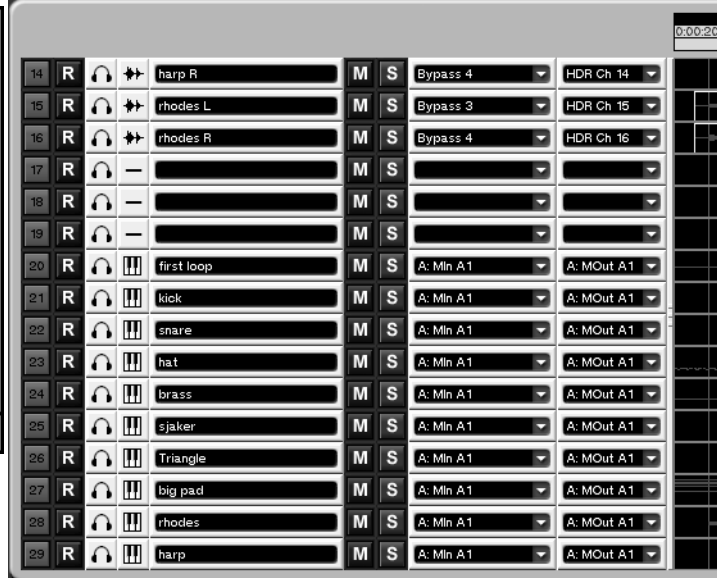 0:00:20
14 R harp R M S Bypass 4 HDR Ch 14
15 R rhodes L M S Bypass 3 HDR Ch 15
16 R rhodes R M S Bypass 4 HDR Ch 16
17 R M S
18 R M S
19 R M S
20 R first loop M S A: MIn A1 A: MOut A1
21 R kick M S A: MIn A1 A: MOut A1
22 R snare M S A: MIn A1 A: MOut A1
23 R hat M S A: MIn A1 A: MOut A1
24 R brass M S A: MIn A1 A: MOut A1
25 R sjaker M S A: MIn A1 A: MOut A1
26 R Triangle M S A: MIn A1 A: MOut A1
27 R big pad M S A: MIn A1 A: MOut A1
28 R rhodes M S A: MIn A1 A: MOut A1
29 R harp M S A: MIn A1 A: MOut A1